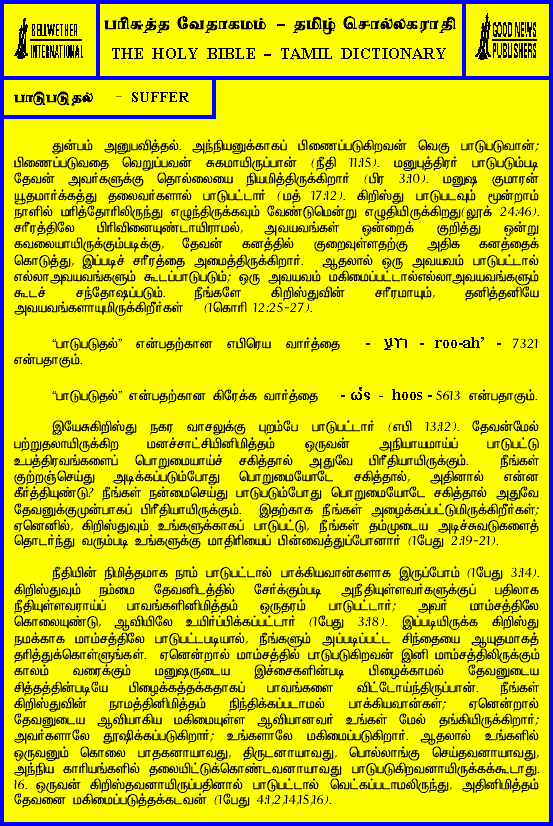 BELLWETHER
INTERNATIONAL
பரிசுத்த வேதாகமம் – தமிழ் சொல்லகராதி
THE HOLY BIBLE – TAMIL DICTIONARY
GOOD NEWS
PUBLISHERS
பாடுபடுதல் – SUFFER
துன்பம் அனுபவித்தல். அந்நியனுக்காகப் பிணைப்படுகிறவன் வெகு பாடுபடுவான்;
பிணைப்படுவதை வெறுப்பவன் சுகமாயிருப்பான் (நீதி 11:15). மனுபுத்திரர் பாடுபடும்படி
தேவன் அவர்களுக்கு தொல்லையை நியமித்திருக்கிறார் (பிர 3:10). மனுஷ குமாரன்
யூதமார்க்கத்து தலைவர்களால் பாடுபட்டார் (மத் 17:12). கிறிஸ்து பாடுபடவும் மூன்றாம்
நாளில் மரித்தோரிலிருந்து எழுந்திருக்கவும் வேண்டுமென்று எழுதியிருக்கிறது(லூக் 24:46).
சரீரத்திலே பிரிவினையுண்டாயிராமல், அவயவங்கள் ஒன்றைக் குறித்து ஒன்று
கவலையாயிருக்கும்படிக்கு, தேவன் கனத்தில் குறைவுள்ளதற்கு அதிக கனத்தைக்
கொடுத்து, இப்படிச் சரீரத்தை அமைத்திருக்கிறார். ஆதலால் ஒரு அவயவம் பாடுபட்டால்
எல்லாஅவயவங்களும் கூடப்பாடுபடும்; ஒரு அவயவம் மகிமைப்பட்டால்எல்லாஅவயவங்களும்
கூடச் சந்தோஷப்படும். நீங்களே கிறிஸ்துவின் சரீரமாயும், தனித்தனியே
அவயவங்களாயுமிருக்கிறீர்கள் (1கொரி 12:25-27).
“பாடுபடுதல்” என்பதற்கான எபிரெய வார்த்தை - רוע - roo-ah’ - 7321
என்பதாகும்.
“பாடுபடுதல்” என்பதற்கான கிரேக்க வார்த்தை - ὡς - hoos - 5613 என்பதாகும்.
இயேசுகிறிஸ்து நகர வாசலுக்கு புறம்பே பாடுபட்டார் (எபி 13:12). தேவன்மேல்
பற்றுதலாயிருக்கிற மனச்சாட்சியினிமித்தம் ஒருவன் அநியாயமாய்ப் பாடுபட்டு
உபத்திரவங்களைப் பொறுமையாய்ச் சகித்தால் அதுவே பிரீதியாயிருக்கும். நீங்கள்
குற்றஞ்செய்து அடிக்கப்படும்போது பொறுமையோடே சகித்தால், அதினால் என்ன
கீர்த்தியுண்டு? நீங்கள் நன்மைசெய்து பாடுபடும்போது பொறுமையோடே சகித்தால் அதுவே
தேவனுக்குமுன்பாகப் பிரீதியாயிருக்கும். இதற்காக நீங்கள் அழைக்கப்பட்டுமிருக்கிறீர்கள்;
ஏனெனில், கிறிஸ்துவும் உங்களுக்காகப் பாடுபட்டு, நீங்கள் தம்முடைய அடிச்சுவடுகளைத்
தொடர்ந்து வரும்படி உங்களுக்கு மாதிரியைப் பின்வைத்துப்போனார் (1பேது 2:19-21).
நீதியின் நிமித்தமாக நாம் பாடுபட்டால் பாக்கியவான்களாக இருப்போம் (1பேது 3:14).
கிறிஸ்துவும் நம்மை தேவனிடத்தில் சேர்க்கும்படி அநீதியுள்ளவர்களுக்குப் பதிலாக
நீதியுள்ளவராய்ப் பாவங்களினிமித்தம் ஒருதரம் பாடுபட்டார்; அவர் மாம்சத்திலே
கொலையுண்டு, ஆவியிலே உயிர்ப்பிக்கப்பட்டார் (1பேது 3:18). இப்படியிருக்க கிறிஸ்து
நமக்காக மாம்சத்திலே பாடுபட்டபடியால், நீங்களும் அப்படிப்பட்ட சிந்தையை ஆயுதமாகத்
தரித்துக்கொள்ளுங்கள். ஏனென்றால் மாம்சத்தில் பாடுபடுகிறவன் இனி மாம்சத்திலிருக்கும்
காலம் வரைக்கும் மனுஷருடைய இச்சைகளின்படி பிழைக்காமல் தேவனுடைய
சித்தத்தின்படியே பிழைக்கத்தக்கதாகப் பாவங்களை விட்டோய்ந்திருப்பான். நீங்கள்
கிறிஸ்துவின் நாமத்தினிமித்தம் நிந்திக்கப்படாமல் பாக்கியவான்கள்; ஏனென்றால்
தேவனுடைய ஆவியாகிய மகிமையுள்ள ஆவியானவர் உங்கள் மேல் தங்கியிருக்கிறார்;
அவர்களாலே தூஷிக்கப்படுகிறார்; உங்களாலே மகிமைப்படுகிறார். ஆதலால் உங்களில்
ஒருவனும் கொலை பாதகனாயாவது, திருடனாயாவது, பொல்லாங்கு செய்தவனாயாவது,
அந்நிய காரியங்களில் தலையிட்டுக்கொண்டவனாயாவது பாடுபடுகிறவனாயிருக்கக்கூடாது.
16. ஒருவன் கிறிஸ்தவனாயிருப்பதினால் பாடுபட்டால் வெட்கப்படாமலிருந்து, அதினிமித்தம்
தேவனை மகிமைப்படுத்தக்கடவன் (1பேது 4:1,2,14,15,16).